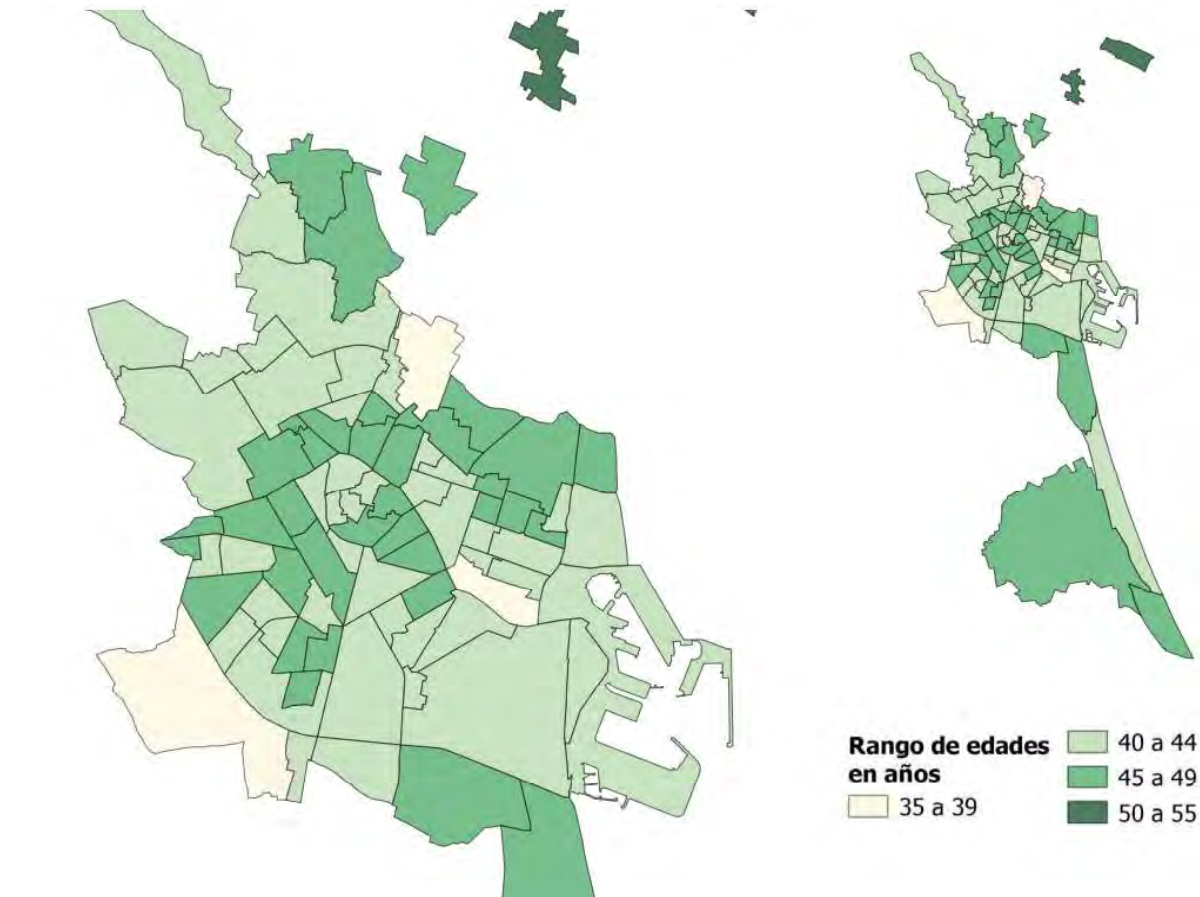 Rango de edades
en años
35 a 39
40 a 44
45 a 49
50 a 55